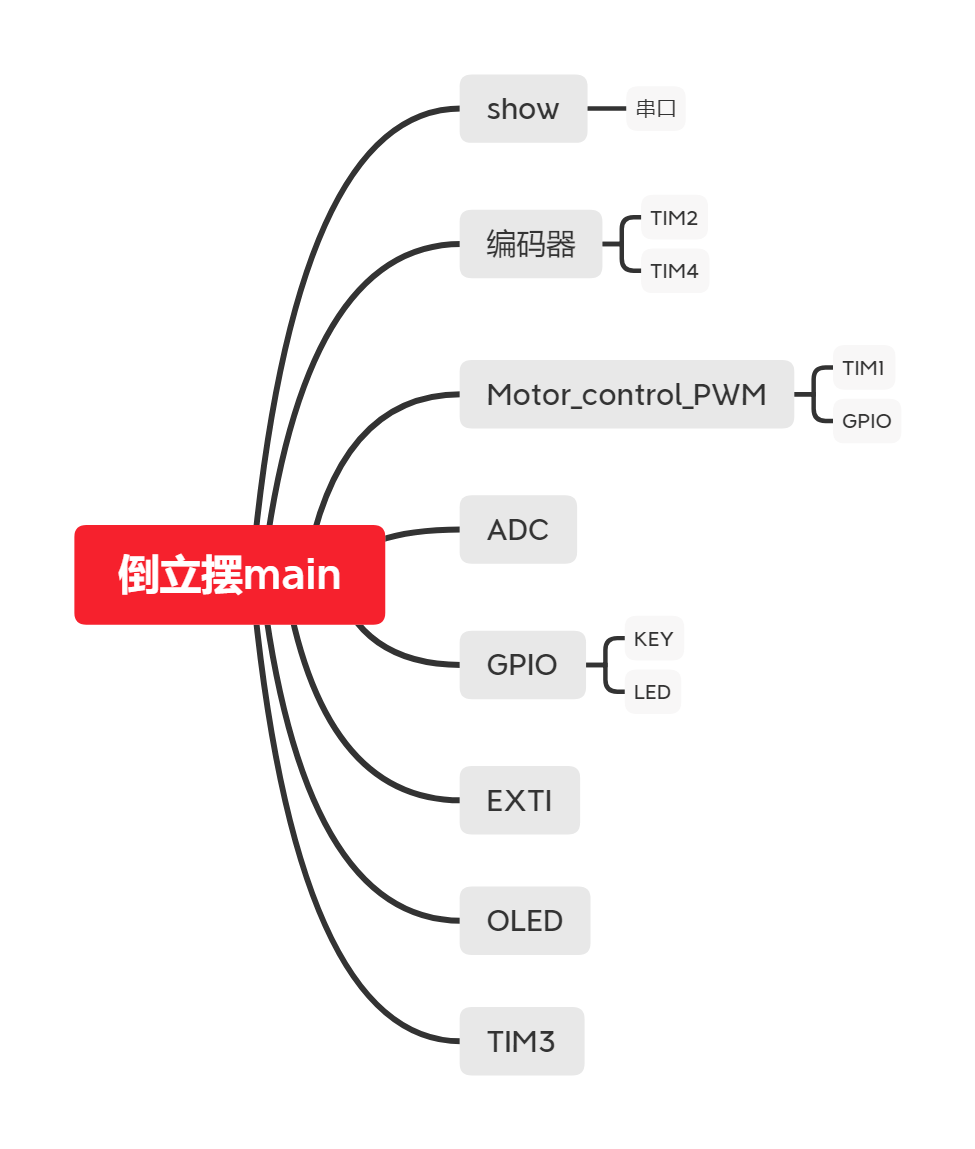 show
串口
编码器
TIM2
TIM4
Motor_control_PWM
TIM1
GPIO
倒立摆main
ADC
GPIO
KEY
LED
EXTI
OLED
TIM3